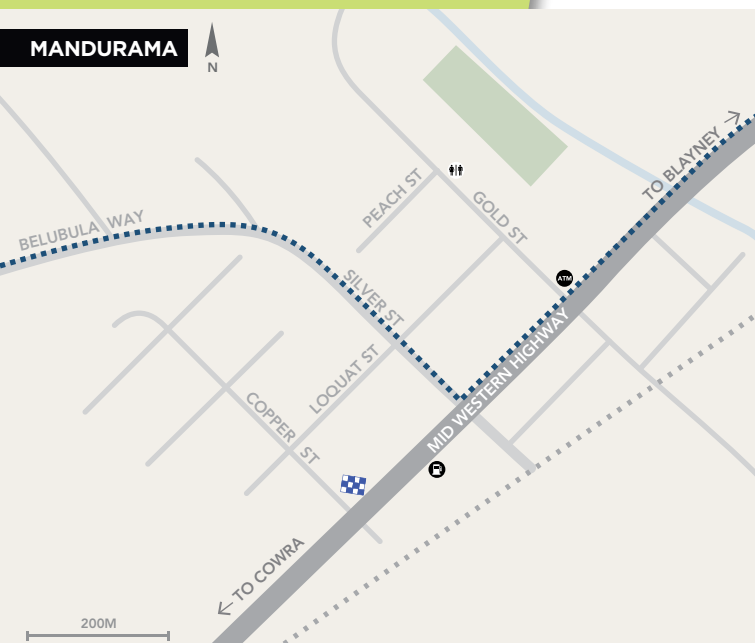 MANDURAMA
N
TO BLAYNEY
PEACH ST
GOLD ST
BELUBULA WAY
ATM
SILVER ST
MID WESTERN HIGHWAY
LOQUAT ST
COPPER ST
TO COWRA
200M